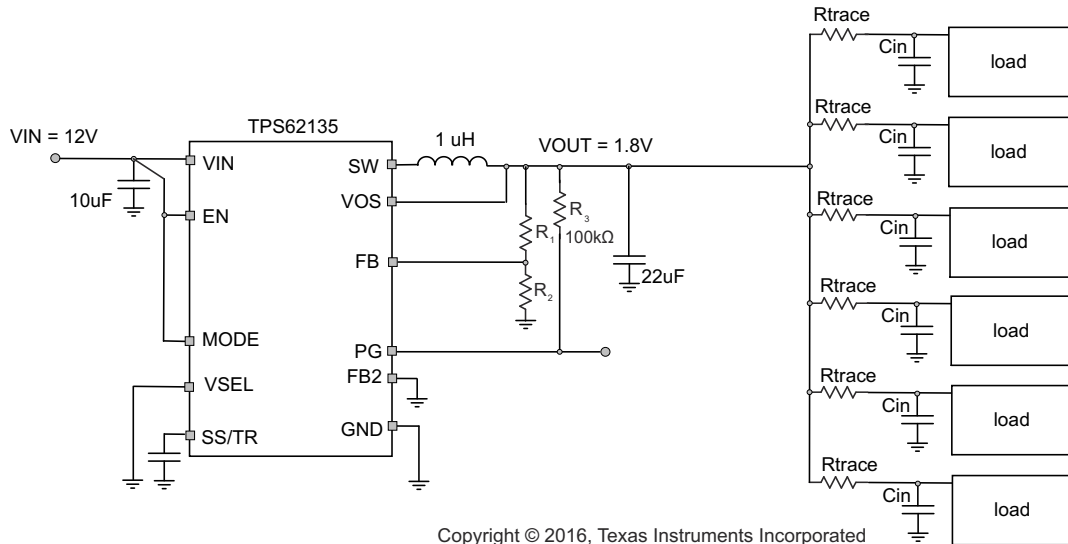 Rtrace
Cin
load
Rtrace
Cin
load
TPS62135
VIN = 12V
1 uH
VOUT = 1.8V
VIN
SW
10uF
VOS
EN
R1
R3
100kΩ
Rtrace
Cin
load
FB
R2
22uF
Rtrace
Cin
load
MODE
PG
FB2
VSEL
Rtrace
Cin
load
SS/TR
GND
Rtrace
Cin
load
Copyright © 2016, Texas Instruments Incorporated